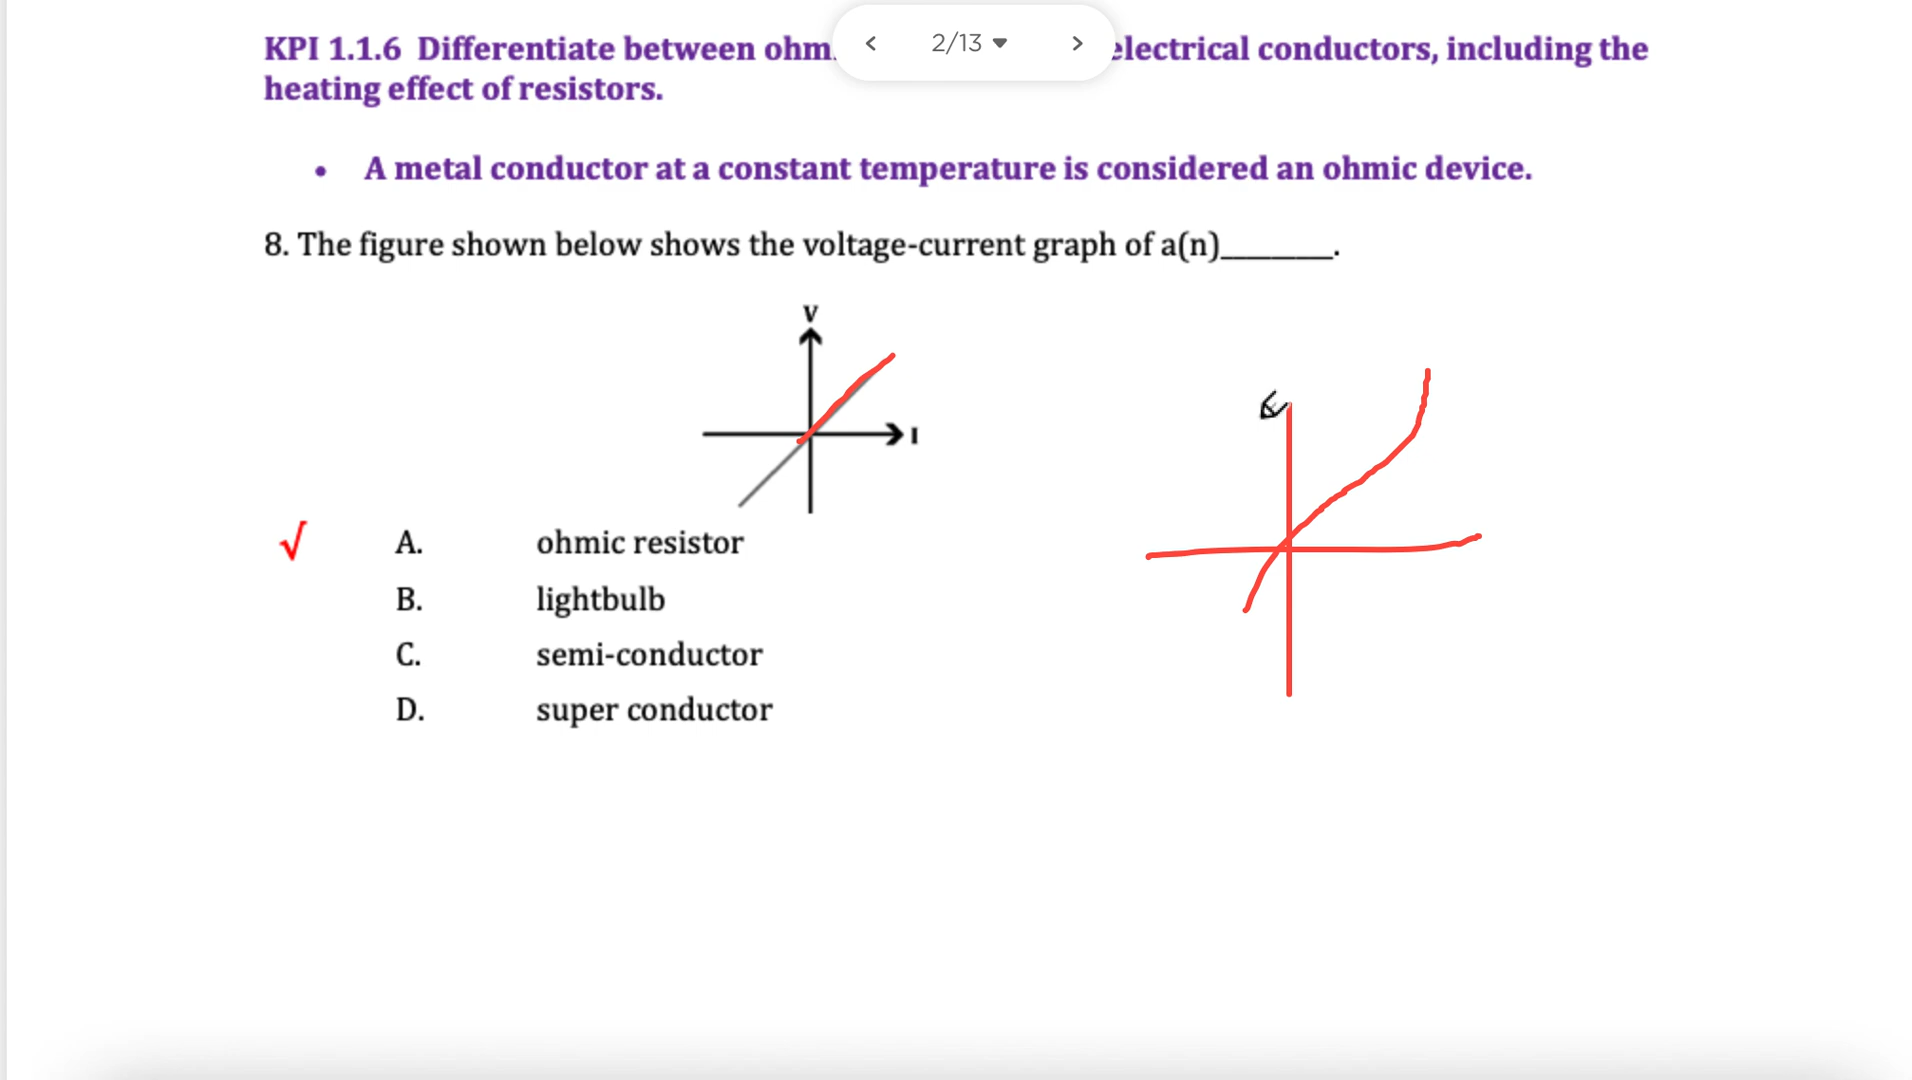 KPI 1.1.6 Differentiate between ohm
2/13
electrical conductors, including the
heating effect of resistors.
• A metal conductor at a constant temperature is considered an ohmic device.
8. The figure shown below shows the voltage-current graph of a(n)_______.
V
I
√ A. ohmic resistor
B. lightbulb
C. semi-conductor
D. super conductor